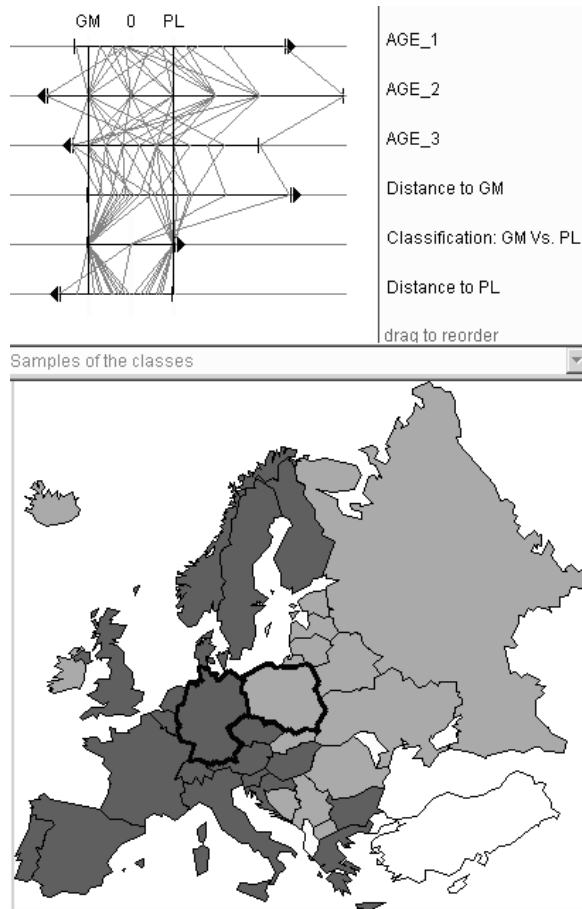 GM 0 PL
AGE_1
AGE_2
AGE_3
Distance to GM
Classification: GM Vs. PL
Distance to PL
drag to reorder
Samples of the classes